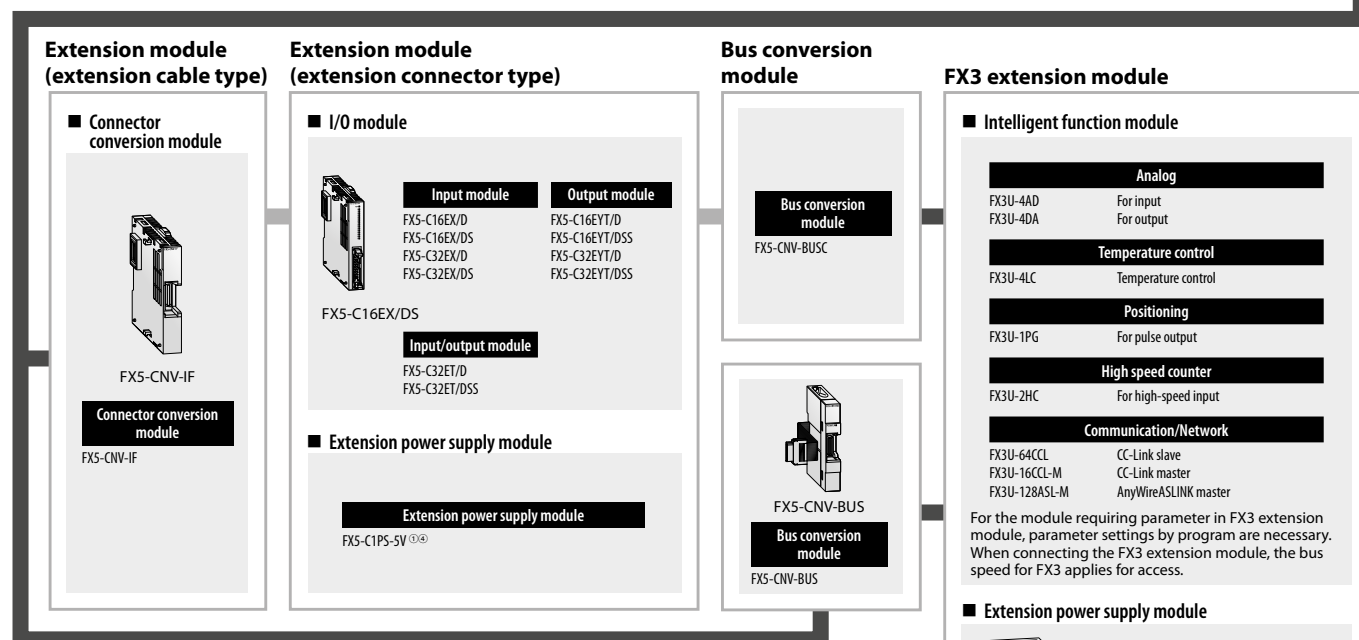 Extension module
(extension cable type)
■ Connector
conversion module
FX5-CNV-IF
Connector conversion
module
FX5-CNV-IF
Extension module
(extension connector type)
■ I/O module
FX5-C16EX/DS
Input module
FX5-C16EX/D
FX5-C16EX/DS
FX5-C32EX/D
FX5-C32EX/DS
Output module
FX5-C16EYT/D
FX5-C16EYT/DSS
FX5-C32EYT/D
FX5-C32EYT/DSS
Input/output module
FX5-C32ET/D
FX5-C32ET/DSS
■ Extension power supply module
Extension power supply module
FX5-C1PS-5V ①④
Bus conversion
module
Bus conversion
module
FX5-CNV-BUSC
FX5-CNV-BUS
Bus conversion
module
FX5-CNV-BUS
FX3 extension module
■ Intelligent function module
Analog
FX3U-4AD For input
FX3U-4DA For output
Temperature control
FX3U-4LC Temperature control
Positioning
FX3U-1PG For pulse output
High speed counter
FX3U-2HC For high-speed input
Communication/Network
FX3U-64CCL CC-Link slave
FX3U-16CCL-M CC-Link master
FX3U-128ASL-M AnyWireASLINK master
For the module requiring parameter in FX3 extension
module, parameter settings by program are necessary.
When connecting the FX3 extension module, the bus
speed for FX3 applies for access.
■ Extension power supply module